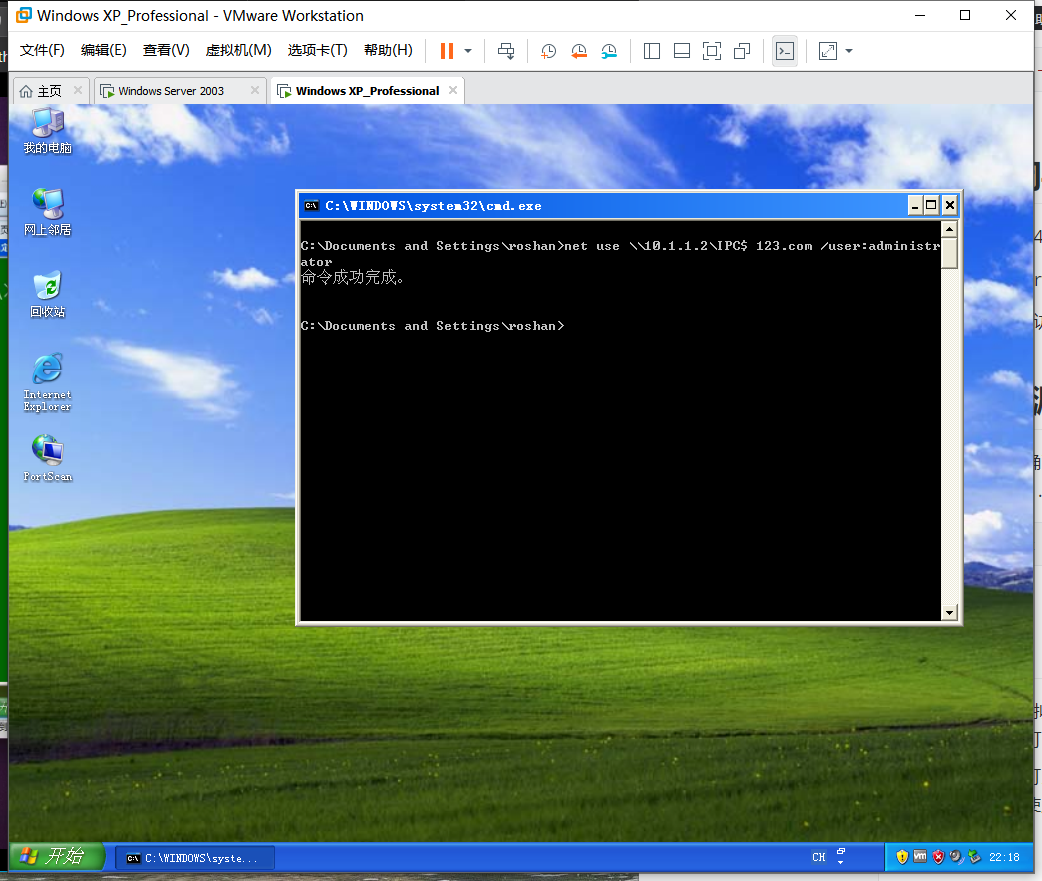 Windows XP_Professional - VMware Workstation
文件(F) 编辑(E) 查看(V) 虚拟机(M) 选项卡(T) 帮助(H)
主页 Windows Server 2003 Windows XP_Professional
我的电脑
网上邻居
回收站
Internet
Explorer
PortScan
C:\WINDOWS\system32\cmd.exe
C:\Documents and Settings\roshan>net use \\10.1.1.2\IPC$ 123.com /user:administr
ator
命令成功完成。
C:\Documents and Settings\roshan>
开始 C:\WINDOWS\syste... CH 22:18